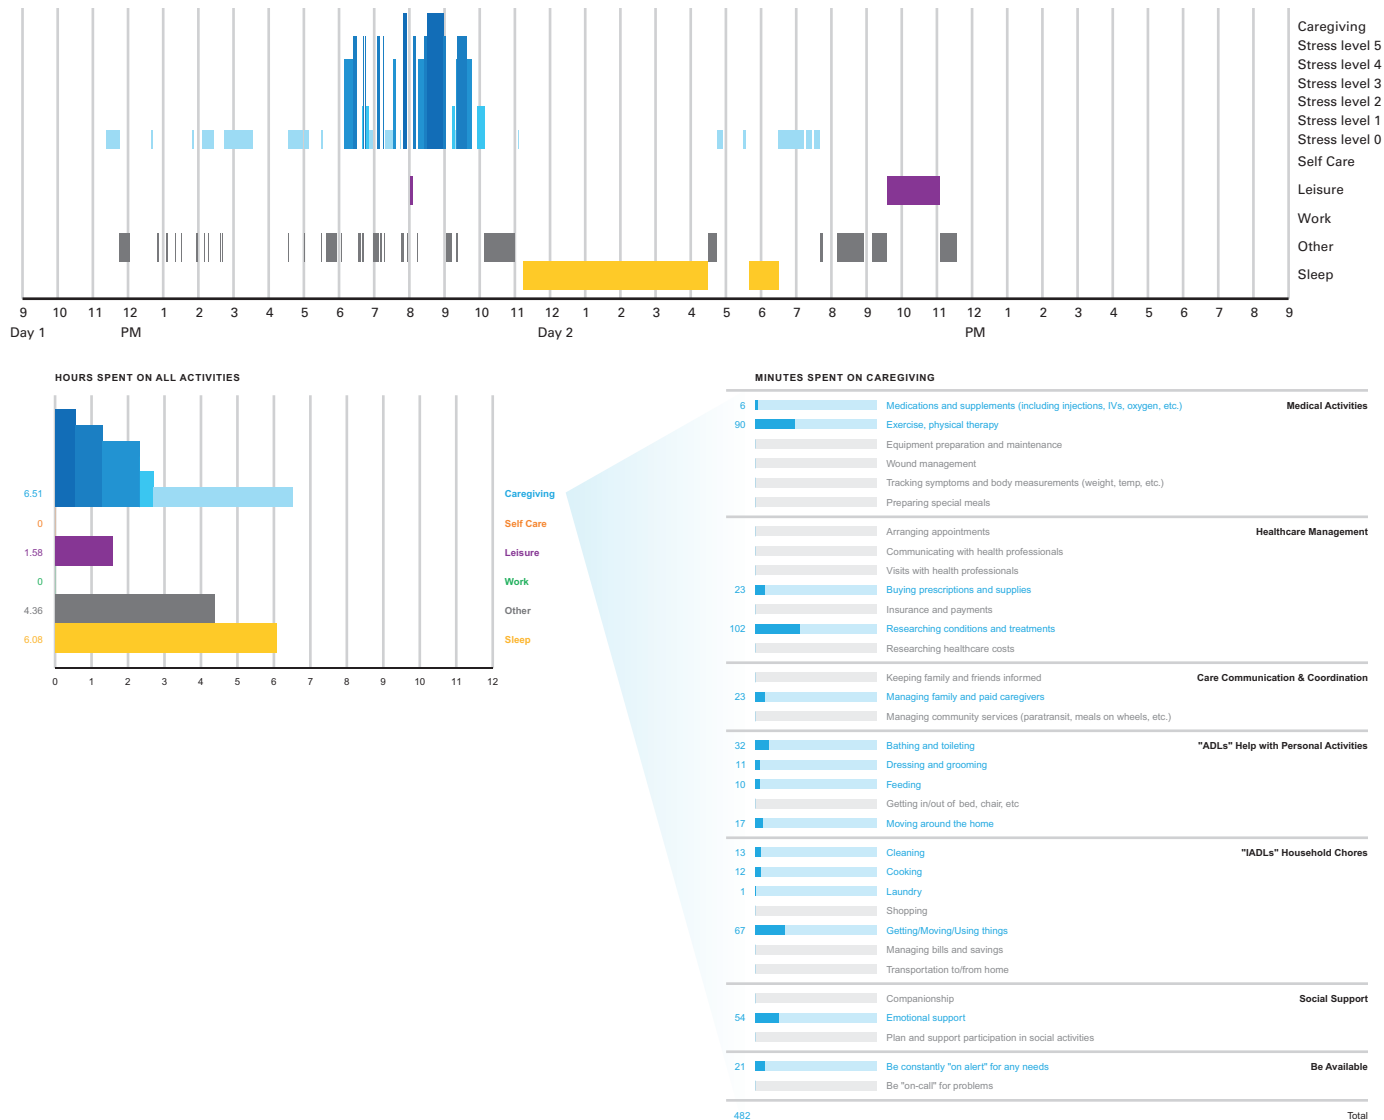 Caregiving
Stress level 5
Stress level 4
Stress level 3
Stress level 2
Stress level 1
Stress level 0
Self Care
Leisure
Work
Other
Sleep
9 10 11 12 1 2 3 4 5 6 7 8 9 10 11 12 1 2 3 4 5 6 7 8 9 10 11 12 1 2 3 4 5 6 7 8 9
Day 1 PM Day 2 PM
HOURS SPENT ON ALL ACTIVITIES
6.51 Caregiving
0 Self Care
1.58 Leisure
0 Work
4.36 Other
6.08 Sleep
0 1 2 3 4 5 6 7 8 9 10 11 12
MINUTES SPENT ON CAREGIVING
6 Medications and supplements (including injections, IVs, oxygen, etc.) Medical Activities
90 Exercise, physical therapy
Equipment preparation and maintenance
Wound management
Tracking symptoms and body measurements (weight, temp, etc.)
Preparing special meals
Arranging appointments Healthcare Management
Communicating with health professionals
Visits with health professionals
23 Buying prescriptions and supplies
Insurance and payments
102 Researching conditions and treatments
Researching healthcare costs
Keeping family and friends informed Care Communication & Coordination
23 Managing family and paid caregivers
Managing community services (paratransit, meals on wheels, etc.)
32 Bathing and toileting "ADLs" Help with Personal Activities
11 Dressing and grooming
10 Feeding
Getting in/out of bed, chair, etc
17 Moving around the home
13 Cleaning "IADLs" Household Chores
12 Cooking
1 Laundry
Shopping
67 Getting/Moving/Using things
Managing bills and savings
Transportation to/from home
Companionship Social Support
54 Emotional support
Plan and support participation in social activities
21 Be constantly "on alert" for any needs Be Available
Be "on-call" for problems
482 Total